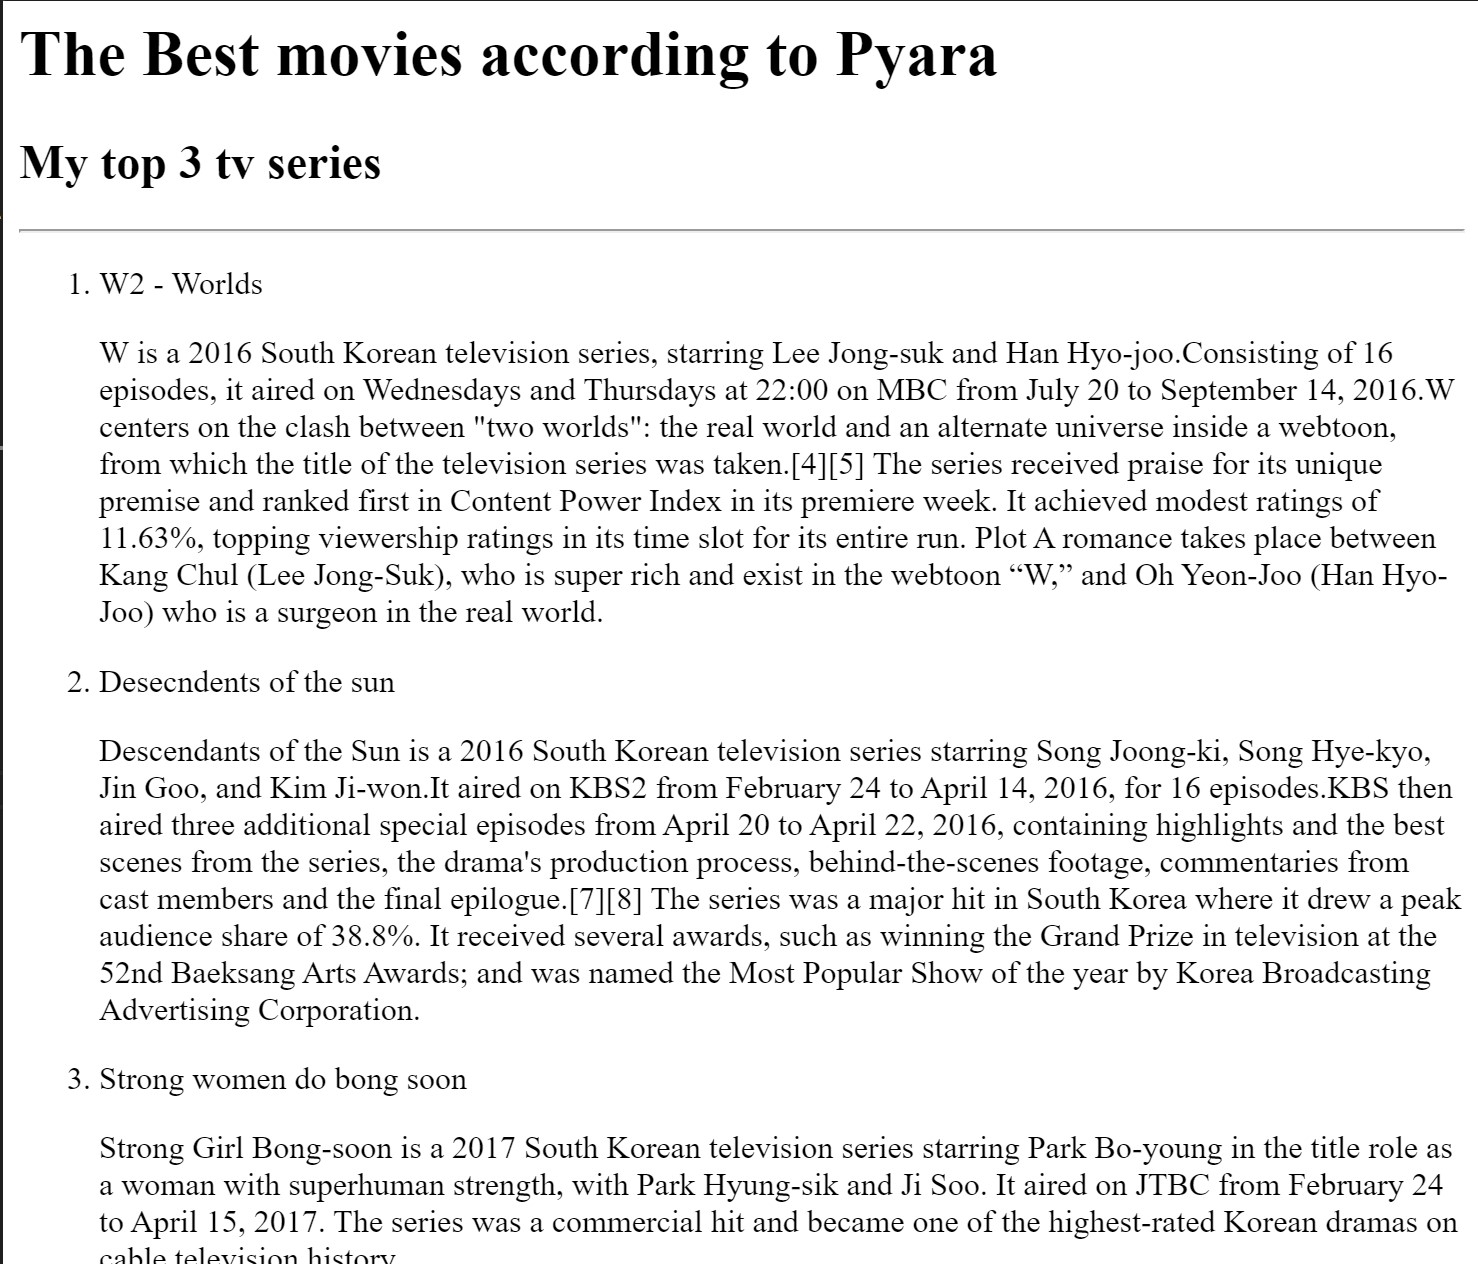 The Best movies according to Pyara
My top 3 tv series
1. W2 - Worlds
W is a 2016 South Korean television series, starring Lee Jong-suk and Han Hyo-joo.Consisting of 16
episodes, it aired on Wednesdays and Thursdays at 22:00 on MBC from July 20 to September 14, 2016.W
centers on the clash between "two worlds": the real world and an alternate universe inside a webtoon,
from which the title of the television series was taken.[4][5] The series received praise for its unique
premise and ranked first in Content Power Index in its premiere week. It achieved modest ratings of
11.63%, topping viewership ratings in its time slot for its entire run. Plot A romance takes place between
Kang Chul (Lee Jong-Suk), who is super rich and exist in the webtoon “W,” and Oh Yeon-Joo (Han Hyo-
Joo) who is a surgeon in the real world.
2. Desecndents of the sun
Descendants of the Sun is a 2016 South Korean television series starring Song Joong-ki, Song Hye-kyo,
Jin Goo, and Kim Ji-won.It aired on KBS2 from February 24 to April 14, 2016, for 16 episodes.KBS then
aired three additional special episodes from April 20 to April 22, 2016, containing highlights and the best
scenes from the series, the drama's production process, behind-the-scenes footage, commentaries from
cast members and the final epilogue.[7][8] The series was a major hit in South Korea where it drew a peak
audience share of 38.8%. It received several awards, such as winning the Grand Prize in television at the
52nd Baeksang Arts Awards; and was named the Most Popular Show of the year by Korea Broadcasting
Advertising Corporation.
3. Strong women do bong soon
Strong Girl Bong-soon is a 2017 South Korean television series starring Park Bo-young in the title role as
a woman with superhuman strength, with Park Hyung-sik and Ji Soo. It aired on JTBC from February 24
to April 15, 2017. The series was a commercial hit and became one of the highest-rated Korean dramas on
cable television history